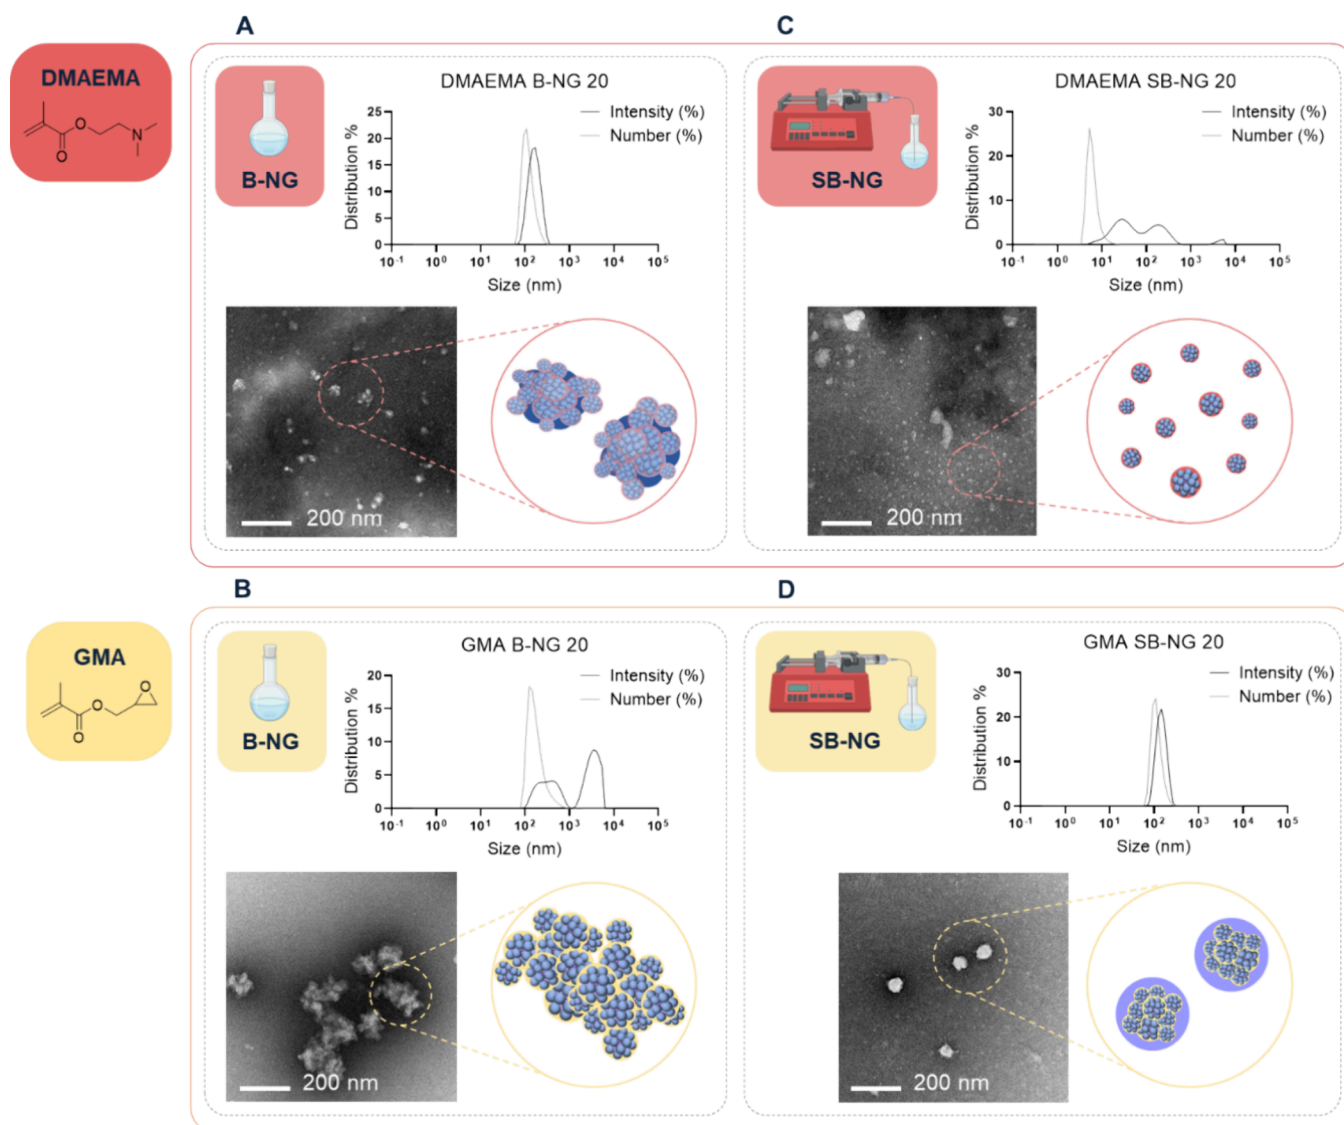 A
C
DMAEMA
O
O
N
B-NG
DMAEMA B-NG 20
Distribution %
25
20
15
10
5
0
Intensity (%)
Number (%)
10-1 100 101 102 103 104 105
Size (nm)
200 nm
SB-NG
DMAEMA SB-NG 20
Distribution %
30
20
10
0
Intensity (%)
Number (%)
10-1 100 101 102 103 104 105
Size (nm)
200 nm
B
D
GMA
O
O
O
B-NG
GMA B-NG 20
Distribution %
20
15
10
5
0
Intensity (%)
Number (%)
10-1 100 101 102 103 104 105
Size (nm)
200 nm
SB-NG
GMA SB-NG 20
Distribution %
30
20
10
0
Intensity (%)
Number (%)
10-1 100 101 102 103 104 105
Size (nm)
200 nm